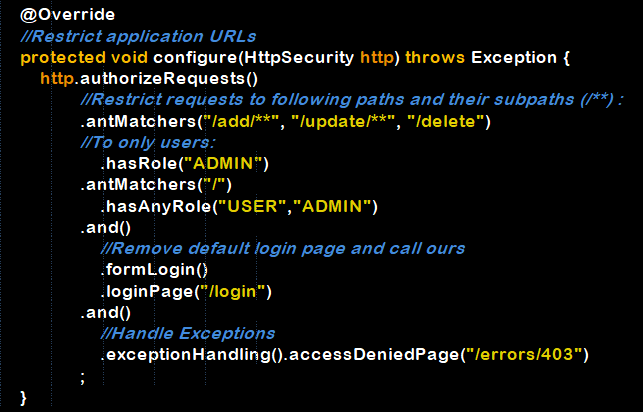 @Override
//Restrict application URLs
protected void configure(HttpSecurity http) throws Exception {
http.authorizeRequests()
//Restrict requests to following paths and their subpaths (/**) :
.antMatchers("/add/**", "/update/**", "/delete")
//To only users:
.hasRole("ADMIN")
.antMatchers("/")
.hasAnyRole("USER","ADMIN")
.and()
//Remove default login page and call ours
.formLogin()
.loginPage("/login")
.and()
//Handle Exceptions
.exceptionHandling().accessDeniedPage("/errors/403")
;
}